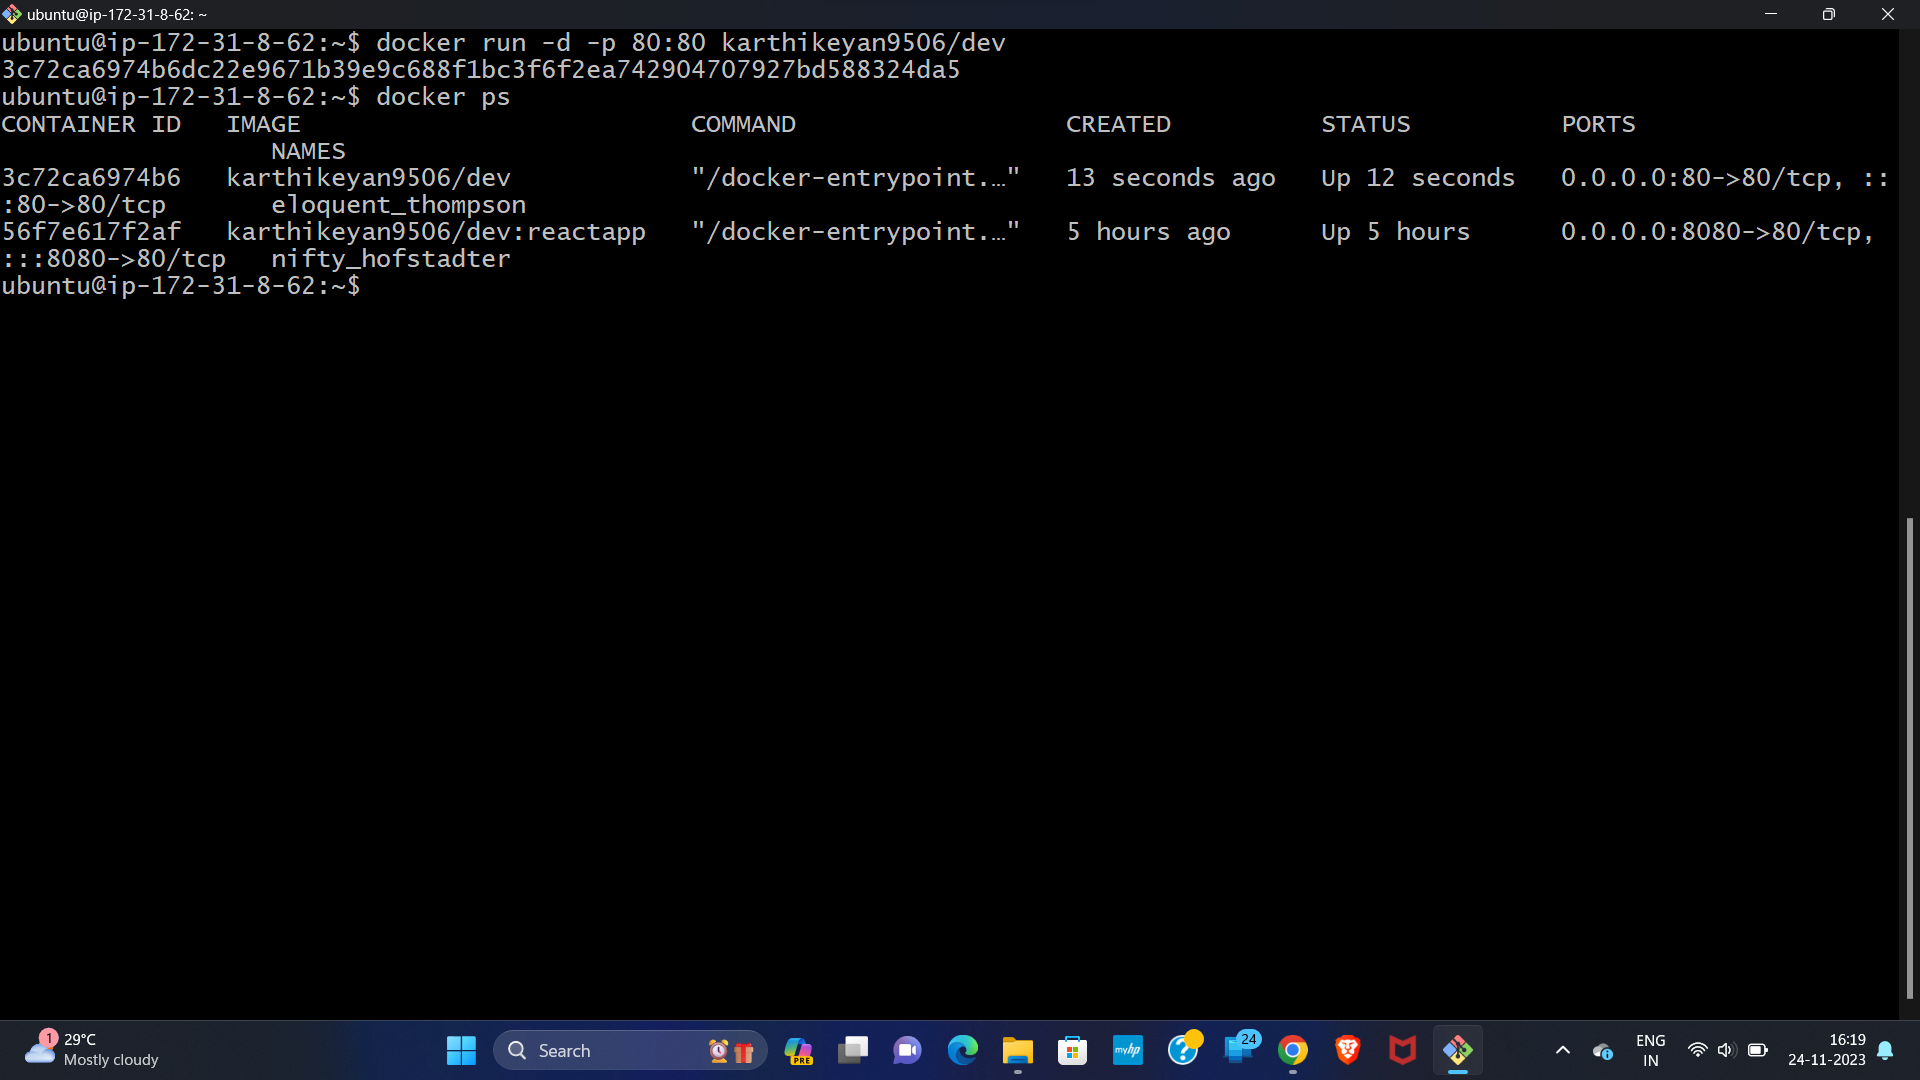 ubuntu@ip-172-31-8-62: ~
ubuntu@ip-172-31-8-62:~$ docker run -d -p 80:80 karthikeyan9506/dev
3c72ca6974b6dc22e9671b39e9c688f1bc3f6f2ea742904707927bd588324da5
ubuntu@ip-172-31-8-62:~$ docker ps
CONTAINER ID   IMAGE                          COMMAND                  CREATED          STATUS          PORTS
                  NAMES
3c72ca6974b6   karthikeyan9506/dev            "/docker-entrypoint.…"   13 seconds ago   Up 12 seconds   0.0.0.0:80->80/tcp, ::
:80->80/tcp       eloquent_thompson
56f7e617f2af   karthikeyan9506/dev:reactapp   "/docker-entrypoint.…"   5 hours ago      Up 5 hours      0.0.0.0:8080->80/tcp,
:::8080->80/tcp   nifty_hofstadter
ubuntu@ip-172-31-8-62:~$
1
29°C
Mostly cloudy
Search
PRE
myhp
?
24
ENG
IN
16:19
24-11-2023